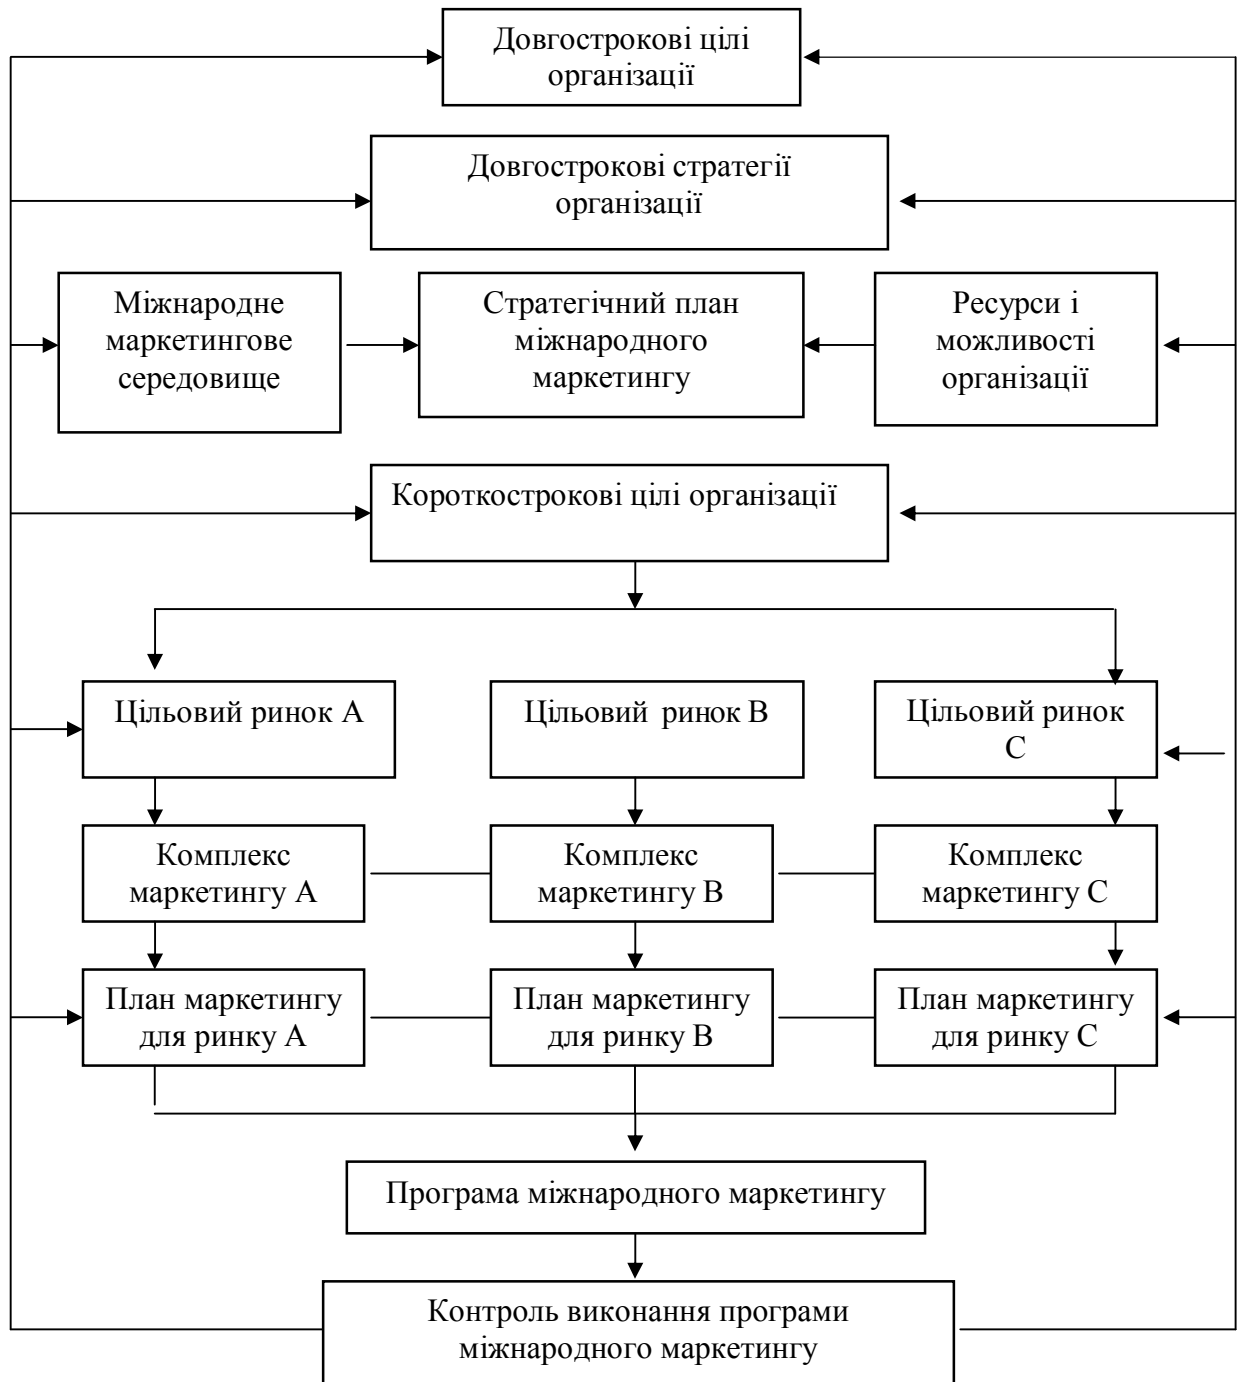 Довгострокові цілі
організації
Довгострокові стратегії
організації
Міжнародне
маркетингове
середовище
Стратегічний план
міжнародного
маркетингу
Ресурси і
можливості
організації
Короткострокові цілі організації
Цільовий ринок А
Цільовий ринок В
Цільовий ринок
С
Комплекс
маркетингу А
Комплекс
маркетингу В
Комплекс
маркетингу С
План маркетингу
для ринку А
План маркетингу
для ринку В
План маркетингу
для ринку С
Програма міжнародного маркетингу
Контроль виконання програми
міжнародного маркетингу